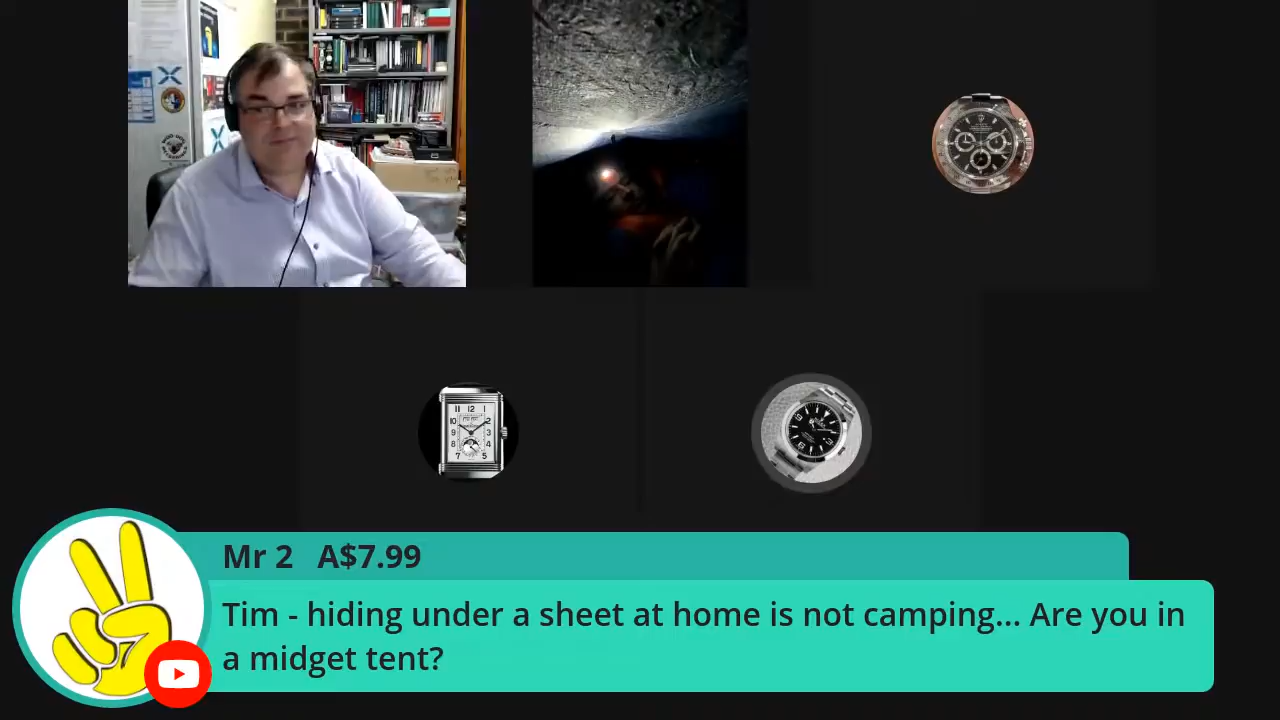 Mr 2 A$7.99
Tim - hiding under a sheet at home is not camping... Are you in
a midget tent?